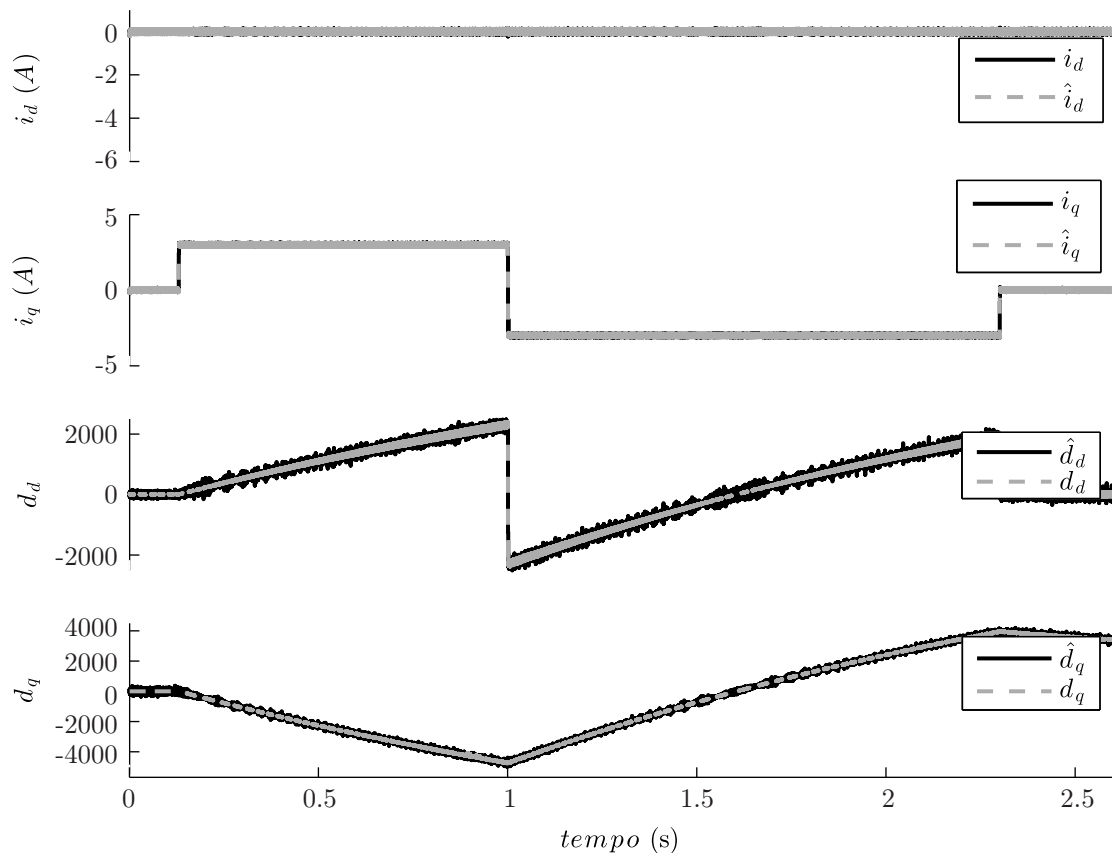 0
-2
-4
-6
i_d (A)
i_d
î_d
5
0
-5
i_q (A)
i_q
î_q
2000
0
-2000
d_d
d̂_d
d_d
4000
2000
0
-2000
-4000
d_q
d̂_q
d_q
0
0.5
1
1.5
2
2.5
tempo (s)